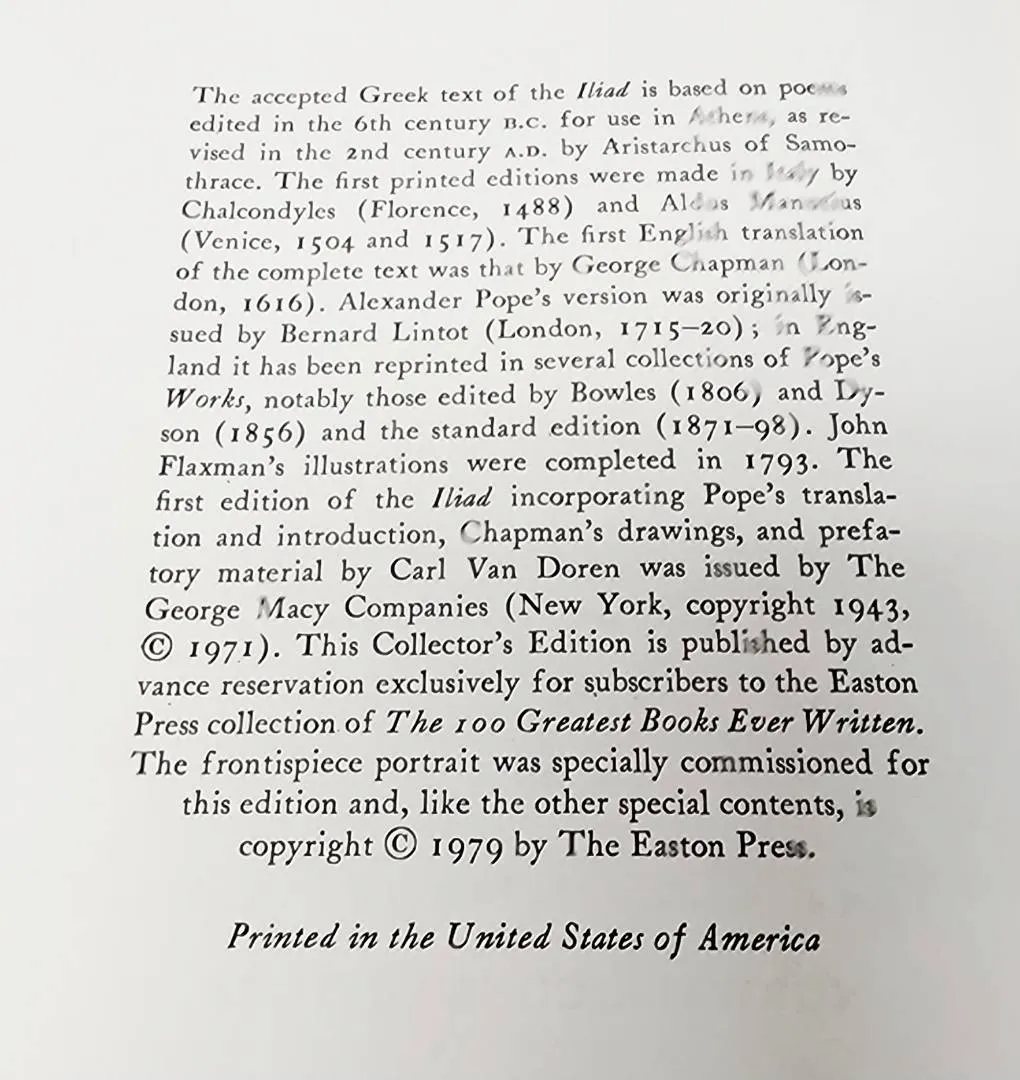 The accepted Greek text of the Iliad is based on poems
edited in the 6th century B.C. for use in Athens, as re-
vised in the 2nd century A.D. by Aristarchus of Samo-
thrace. The first printed editions were made in Italy by
Chalcondyles (Florence, 1488) and Aldus Manutius
(Venice, 1504 and 1517). The first English translation
of the complete text was that by George Chapman (Lon-
don, 1616). Alexander Pope's version was originally is-
sued by Bernard Lintot (London, 1715–20); in Eng-
land it has been reprinted in several collections of Pope's
Works, notably those edited by Bowles (1806) and Dy-
son (1856) and the standard edition (1871–98). John
Flaxman's illustrations were completed in 1793. The
first edition of the Iliad incorporating Pope's transla-
tion and introduction, Chapman's drawings, and prefa-
tory material by Carl Van Doren was issued by The
George Macy Companies (New York, copyright 1943,
© 1971). This Collector's Edition is published by ad-
vance reservation exclusively for subscribers to the Easton
Press collection of The 100 Greatest Books Ever Written.
The frontispiece portrait was specially commissioned for
this edition and, like the other special contents, is
copyright © 1979 by The Easton Press.
Printed in the United States of America